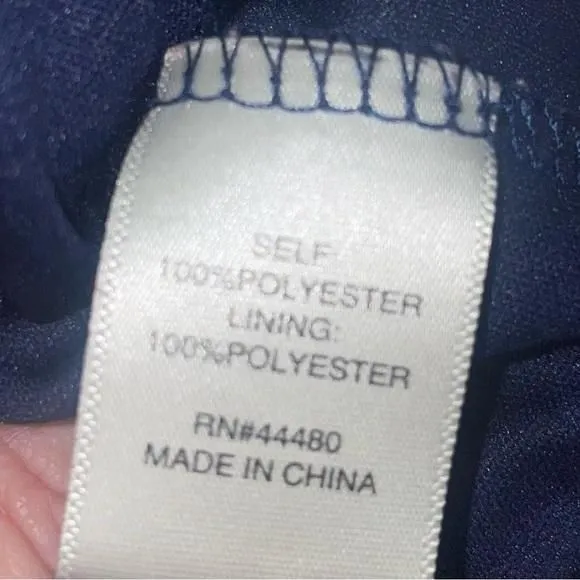 SELF
100%POLYESTER
LINING:
100%POLYESTER
RN#44480
MADE IN CHINA